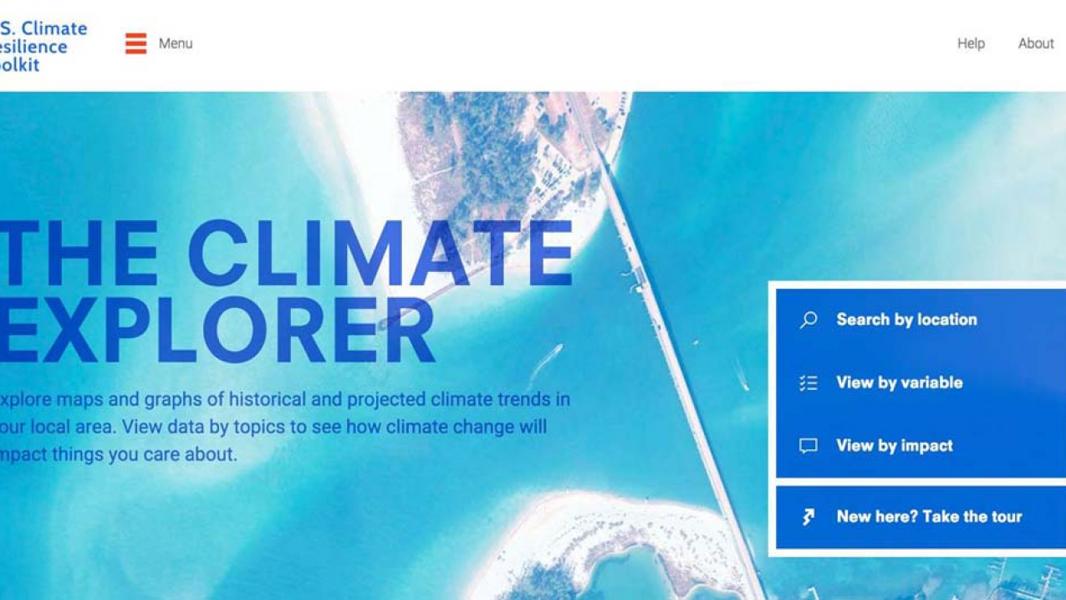 S. Climate
esilience
oolkit
Menu
Help
About
THE CLIMATE
EXPLORER
xplore maps and graphs of historical and projected climate trends in
our local area. View data by topics to see how climate change will
mpact things you care about.
Search by location
View by variable
View by impact
New here? Take the tour